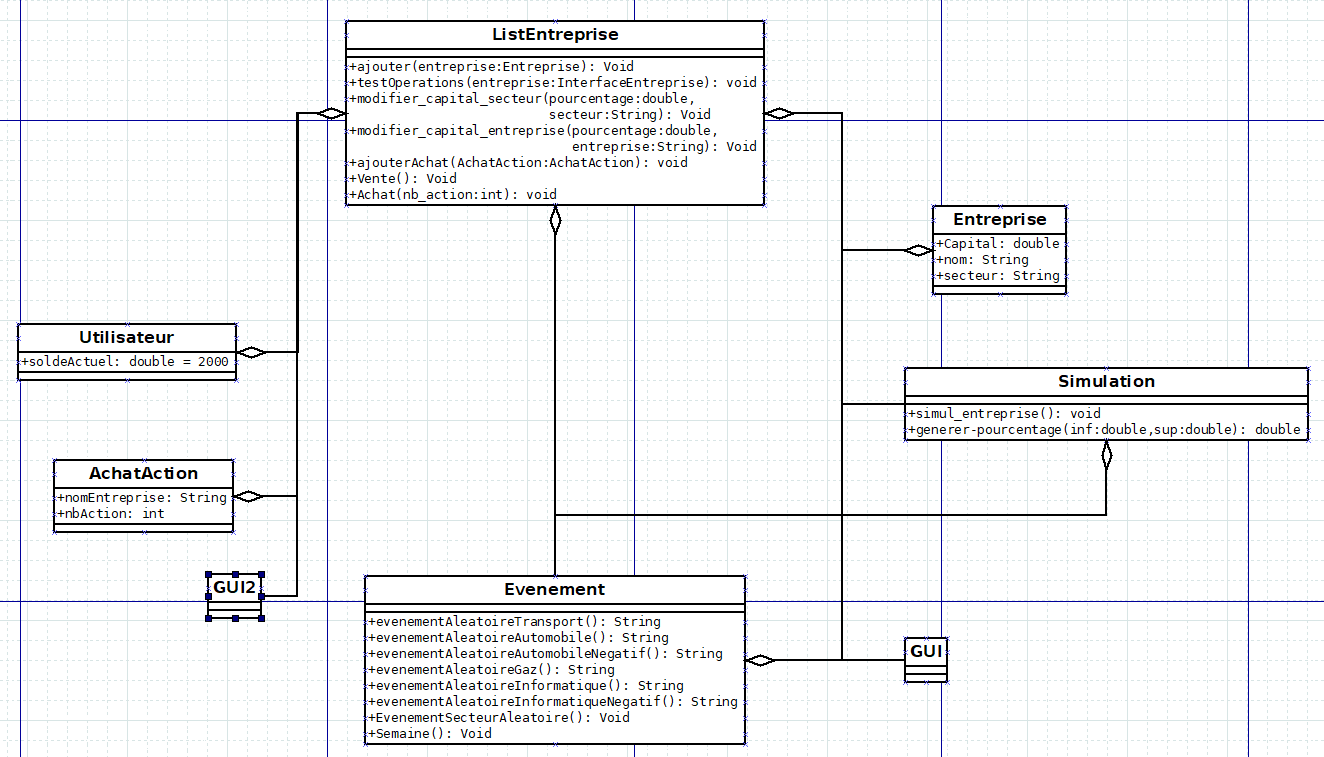 ListEntreprise
+ajouter(entreprise:Entreprise): Void
+testOperations(entreprise:InterfaceEntreprise): void
+modifier_capital_secteur(pourcentage:double,
secteur:String): Void
+modifier_capital_entreprise(pourcentage:double,
entreprise:String): Void
+ajouterAchat(AchatAction:AchatAction): void
+Vente(): Void
+Achat(nb_action:int): void
Entreprise
+Capital: double
+nom: String
+secteur: String
Utilisateur
+soldeActuel: double = 2000
Simulation
+simul_entreprise(): void
+generer-pourcentage(inf:double,sup:double): double
AchatAction
+nomEntreprise: String
+nbAction: int
GUI2
Evenement
+evenementAleatoireTransport(): String
+evenementAleatoireAutomobile(): String
+evenementAleatoireAutomobileNegatif(): String
+evenementAleatoireGaz(): String
+evenementAleatoireInformatique(): String
+evenementAleatoireInformatiqueNegatif(): String
+EvenementSecteurAleatoire(): Void
+Semaine(): Void
GUI